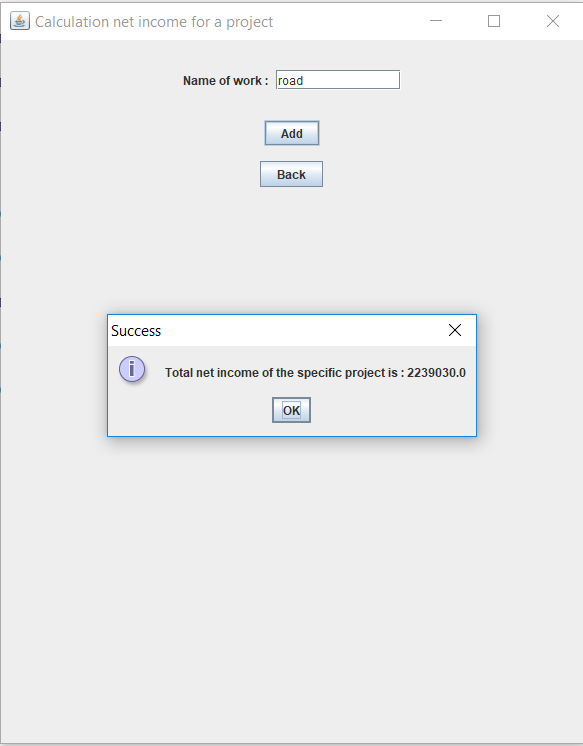 Calculation net income for a project
Name of work : road
Add
Back
Success
i
Total net income of the specific project is : 2239030.0
OK